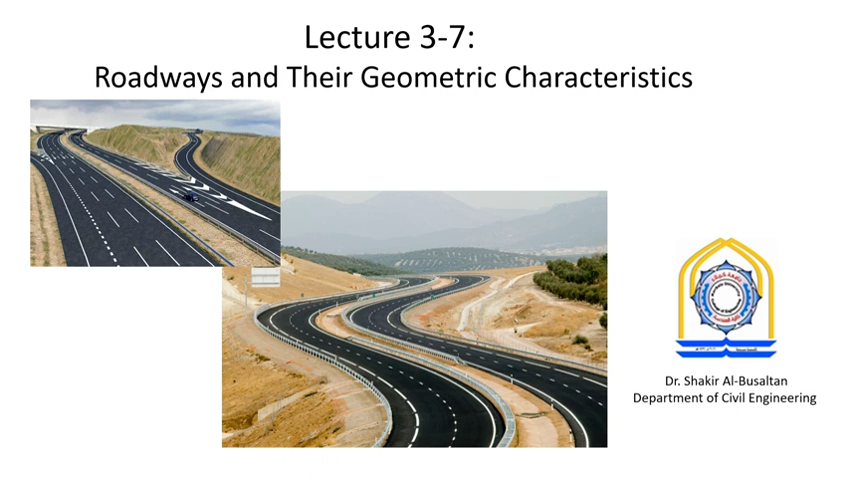 Lecture 3-7:
Roadways and Their Geometric Characteristics
Dr. Shakir Al-Busaltan
Department of Civil Engineering